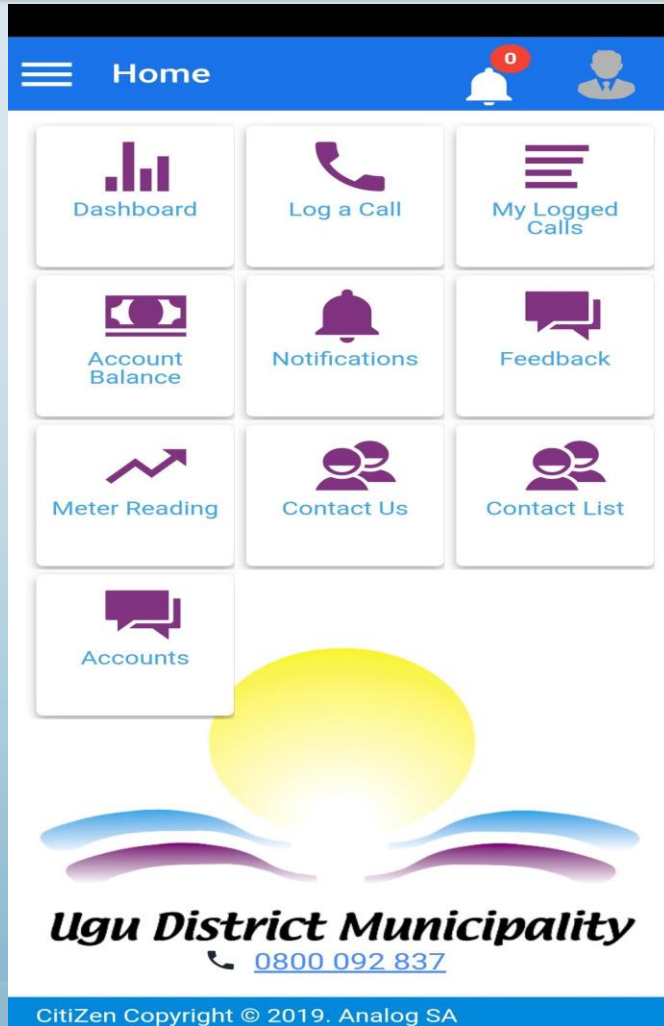 Home
0
Dashboard
Log a Call
My Logged
Calls
Account
Balance
Notifications
Feedback
Meter Reading
Contact Us
Contact List
Accounts
Ugu District Municipality
0800 092 837
CitiZen Copyright © 2019. Analog SA